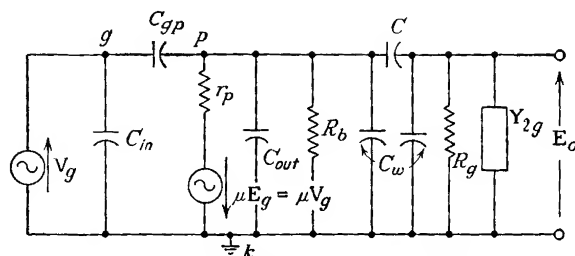 g
C_gp
p
C
r_p
C_in
V_g
C_out
R_b
C_w
R_g
Y_2g
E_o
μE_g = μV_g
k